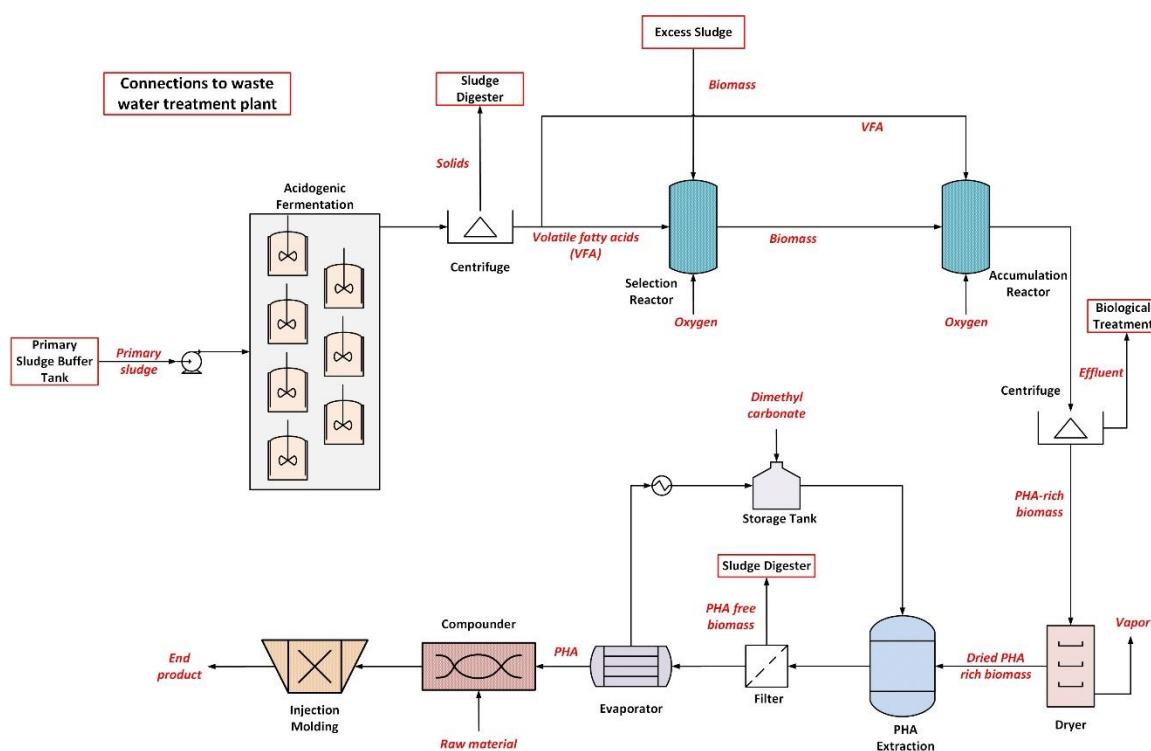 Excess Sludge
Connections to waste
water treatment plant
Sludge
Digester
Biomass
VFA
Solids
Acidogenic
Fermentation
Volatile fatty acids
(VFA)
Biomass
Centrifuge
Selection
Reactor
Accumulation
Reactor
Oxygen
Oxygen
Biological
Treatment
Primary
Sludge Buffer
Tank
Primary
sludge
Effluent
Centrifuge
Dimethyl
carbonate
PHA-rich
biomass
Storage Tank
Sludge Digester
PHA free
biomass
Compounder
PHA
Vapor
Dried PHA
rich biomass
End
product
Injection
Molding
Evaporator
Filter
PHA
Extraction
Dryer
Raw material